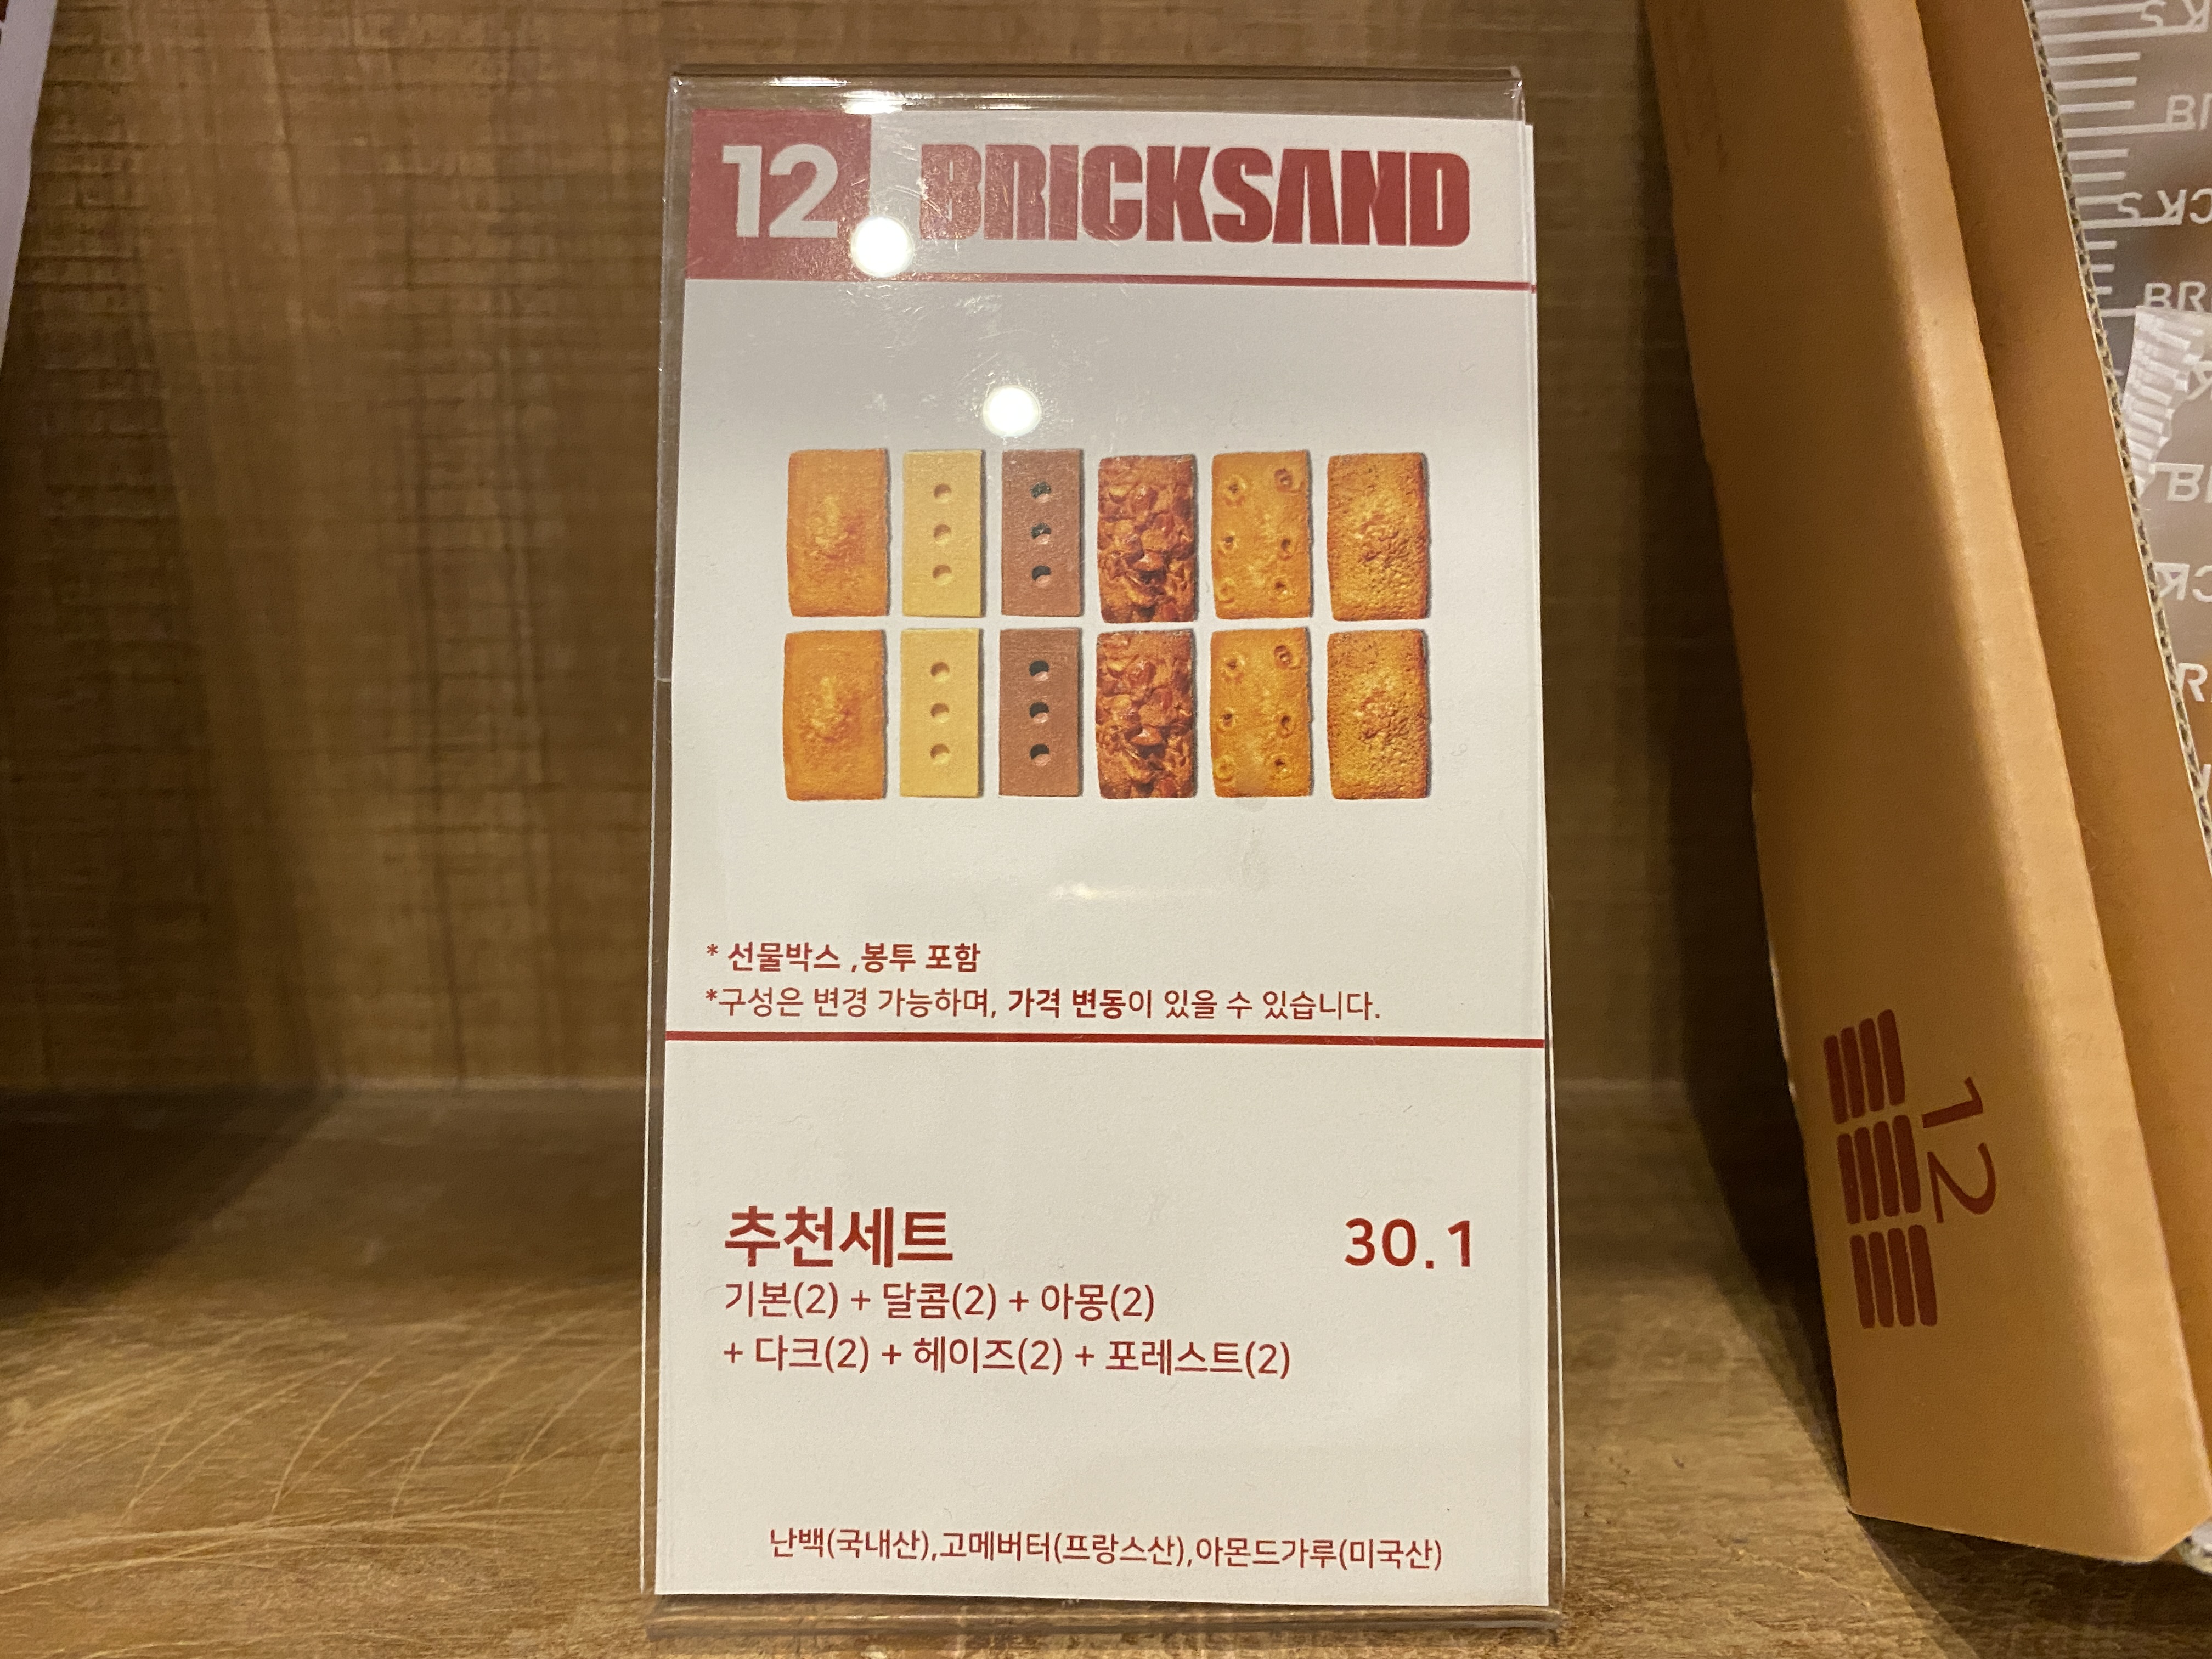 12 BRICKSAND
* 선물박스 ,봉투 포함
*구성은 변경 가능하며, 가격 변동이 있을 수 있습니다.
추천세트 30.1
기본(2) + 달콤(2) + 아몽(2)
+ 다크(2) + 헤이즈(2) + 포레스트(2)
난백(국내산),고메버터(프랑스산),아몬드가루(미국산)
12